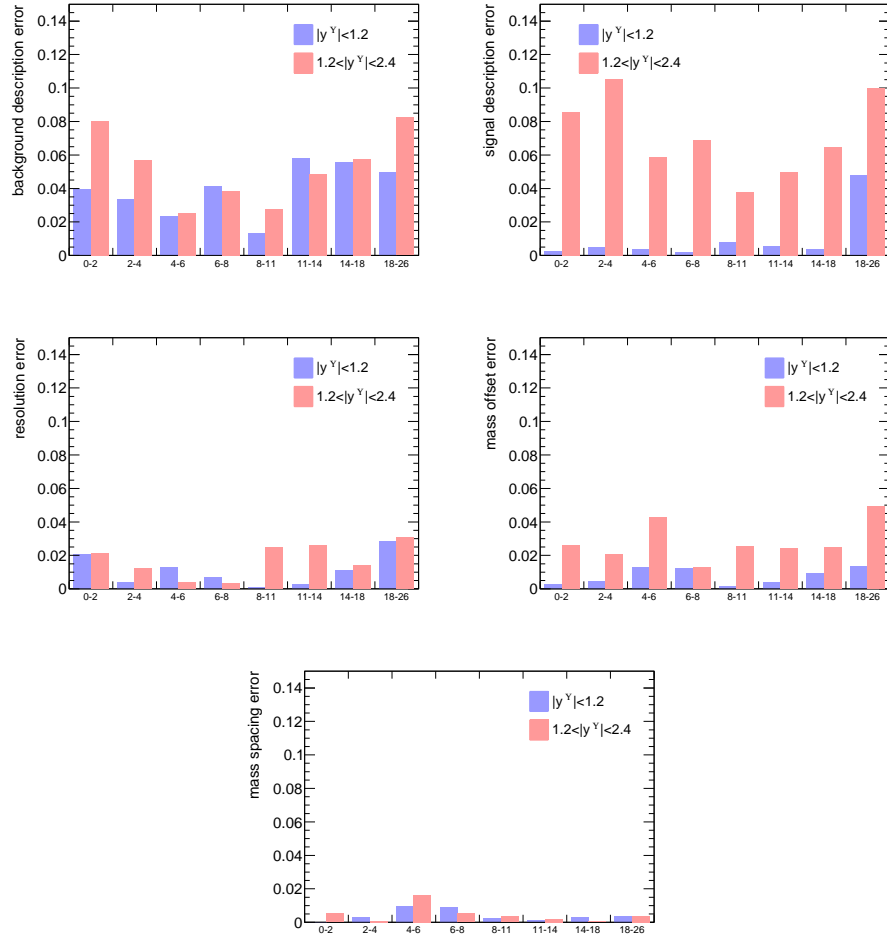 background description error
0.14
0.12
0.1
0.08
0.06
0.04
0.02
0
|y^Υ|<1.2
1.2<|y^Υ|<2.4
0-2 2-4 4-6 6-8 8-11 11-14 14-18 18-26
signal description error
0.14
0.12
0.1
0.08
0.06
0.04
0.02
0
|y^Υ|<1.2
1.2<|y^Υ|<2.4
0-2 2-4 4-6 6-8 8-11 11-14 14-18 18-26
resolution error
0.14
0.12
0.1
0.08
0.06
0.04
0.02
0
|y^Υ|<1.2
1.2<|y^Υ|<2.4
0-2 2-4 4-6 6-8 8-11 11-14 14-18 18-26
mass offset error
0.14
0.12
0.1
0.08
0.06
0.04
0.02
0
|y^Υ|<1.2
1.2<|y^Υ|<2.4
0-2 2-4 4-6 6-8 8-11 11-14 14-18 18-26
mass spacing error
0.14
0.12
0.1
0.08
0.06
0.04
0.02
0
|y^Υ|<1.2
1.2<|y^Υ|<2.4
0-2 2-4 4-6 6-8 8-11 11-14 14-18 18-26